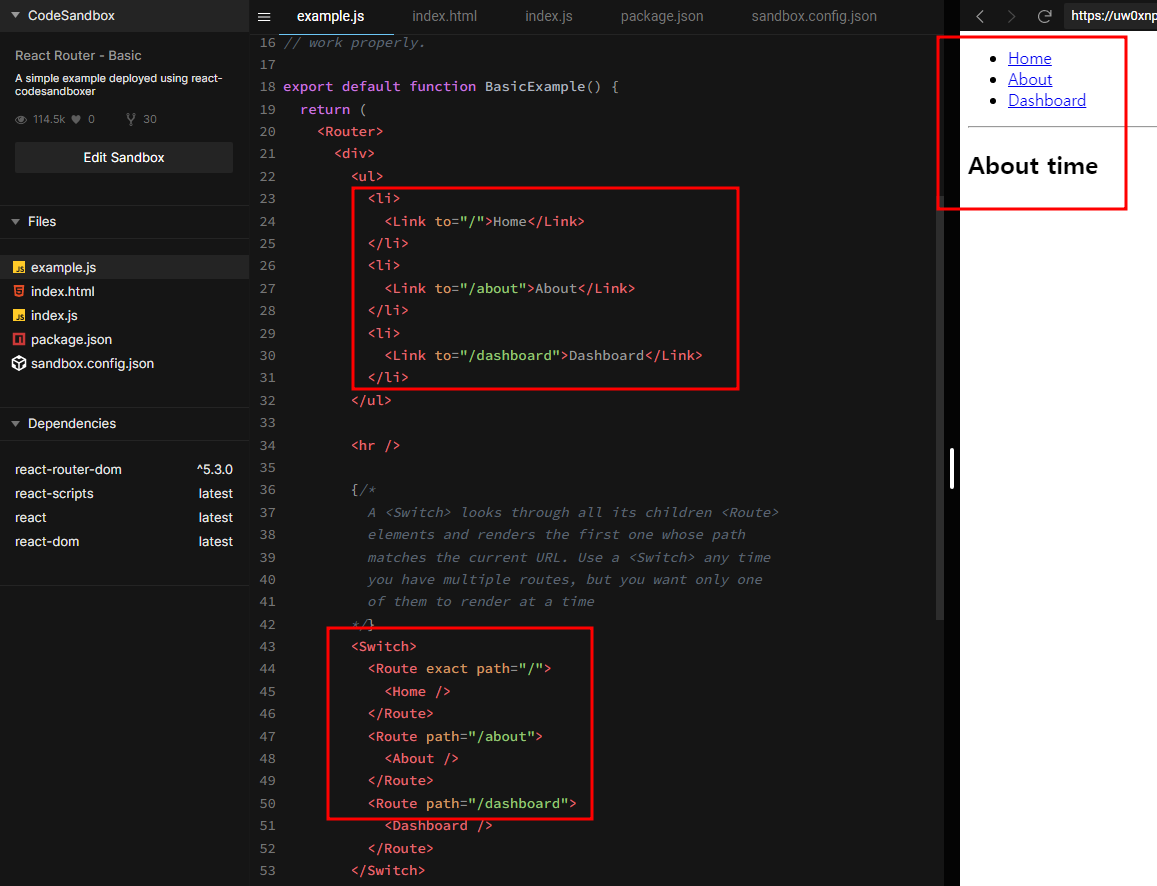 CodeSandbox
React Router - Basic
A simple example deployed using react-
codesandboxer
114.5k 0 30
Edit Sandbox
Files
example.js
index.html
index.js
package.json
sandbox.config.json
Dependencies
react-router-dom ^5.3.0
react-scripts latest
react latest
react-dom latest
example.js index.html index.js package.json sandbox.config.json
16 // work properly.
17
18 export default function BasicExample() {
19 return (
20 <Router>
21 <div>
22 <ul>
23 <li>
24 <Link to="/">Home</Link>
25 </li>
26 <li>
27 <Link to="/about">About</Link>
28 </li>
29 <li>
30 <Link to="/dashboard">Dashboard</Link>
31 </li>
32 </ul>
33
34 <hr />
35
36 {/*
37 A <Switch> looks through all its children <Route>
38 elements and renders the first one whose path
39 matches the current URL. Use a <Switch> any time
40 you have multiple routes, but you want only one
41 of them to render at a time
42 */}
43 <Switch>
44 <Route exact path="/">
45 <Home />
46 </Route>
47 <Route path="/about">
48 <About />
49 </Route>
50 <Route path="/dashboard">
51 <Dashboard />
52 </Route>
53 </Switch>
https://uw0xnp
Home
About
Dashboard
About time